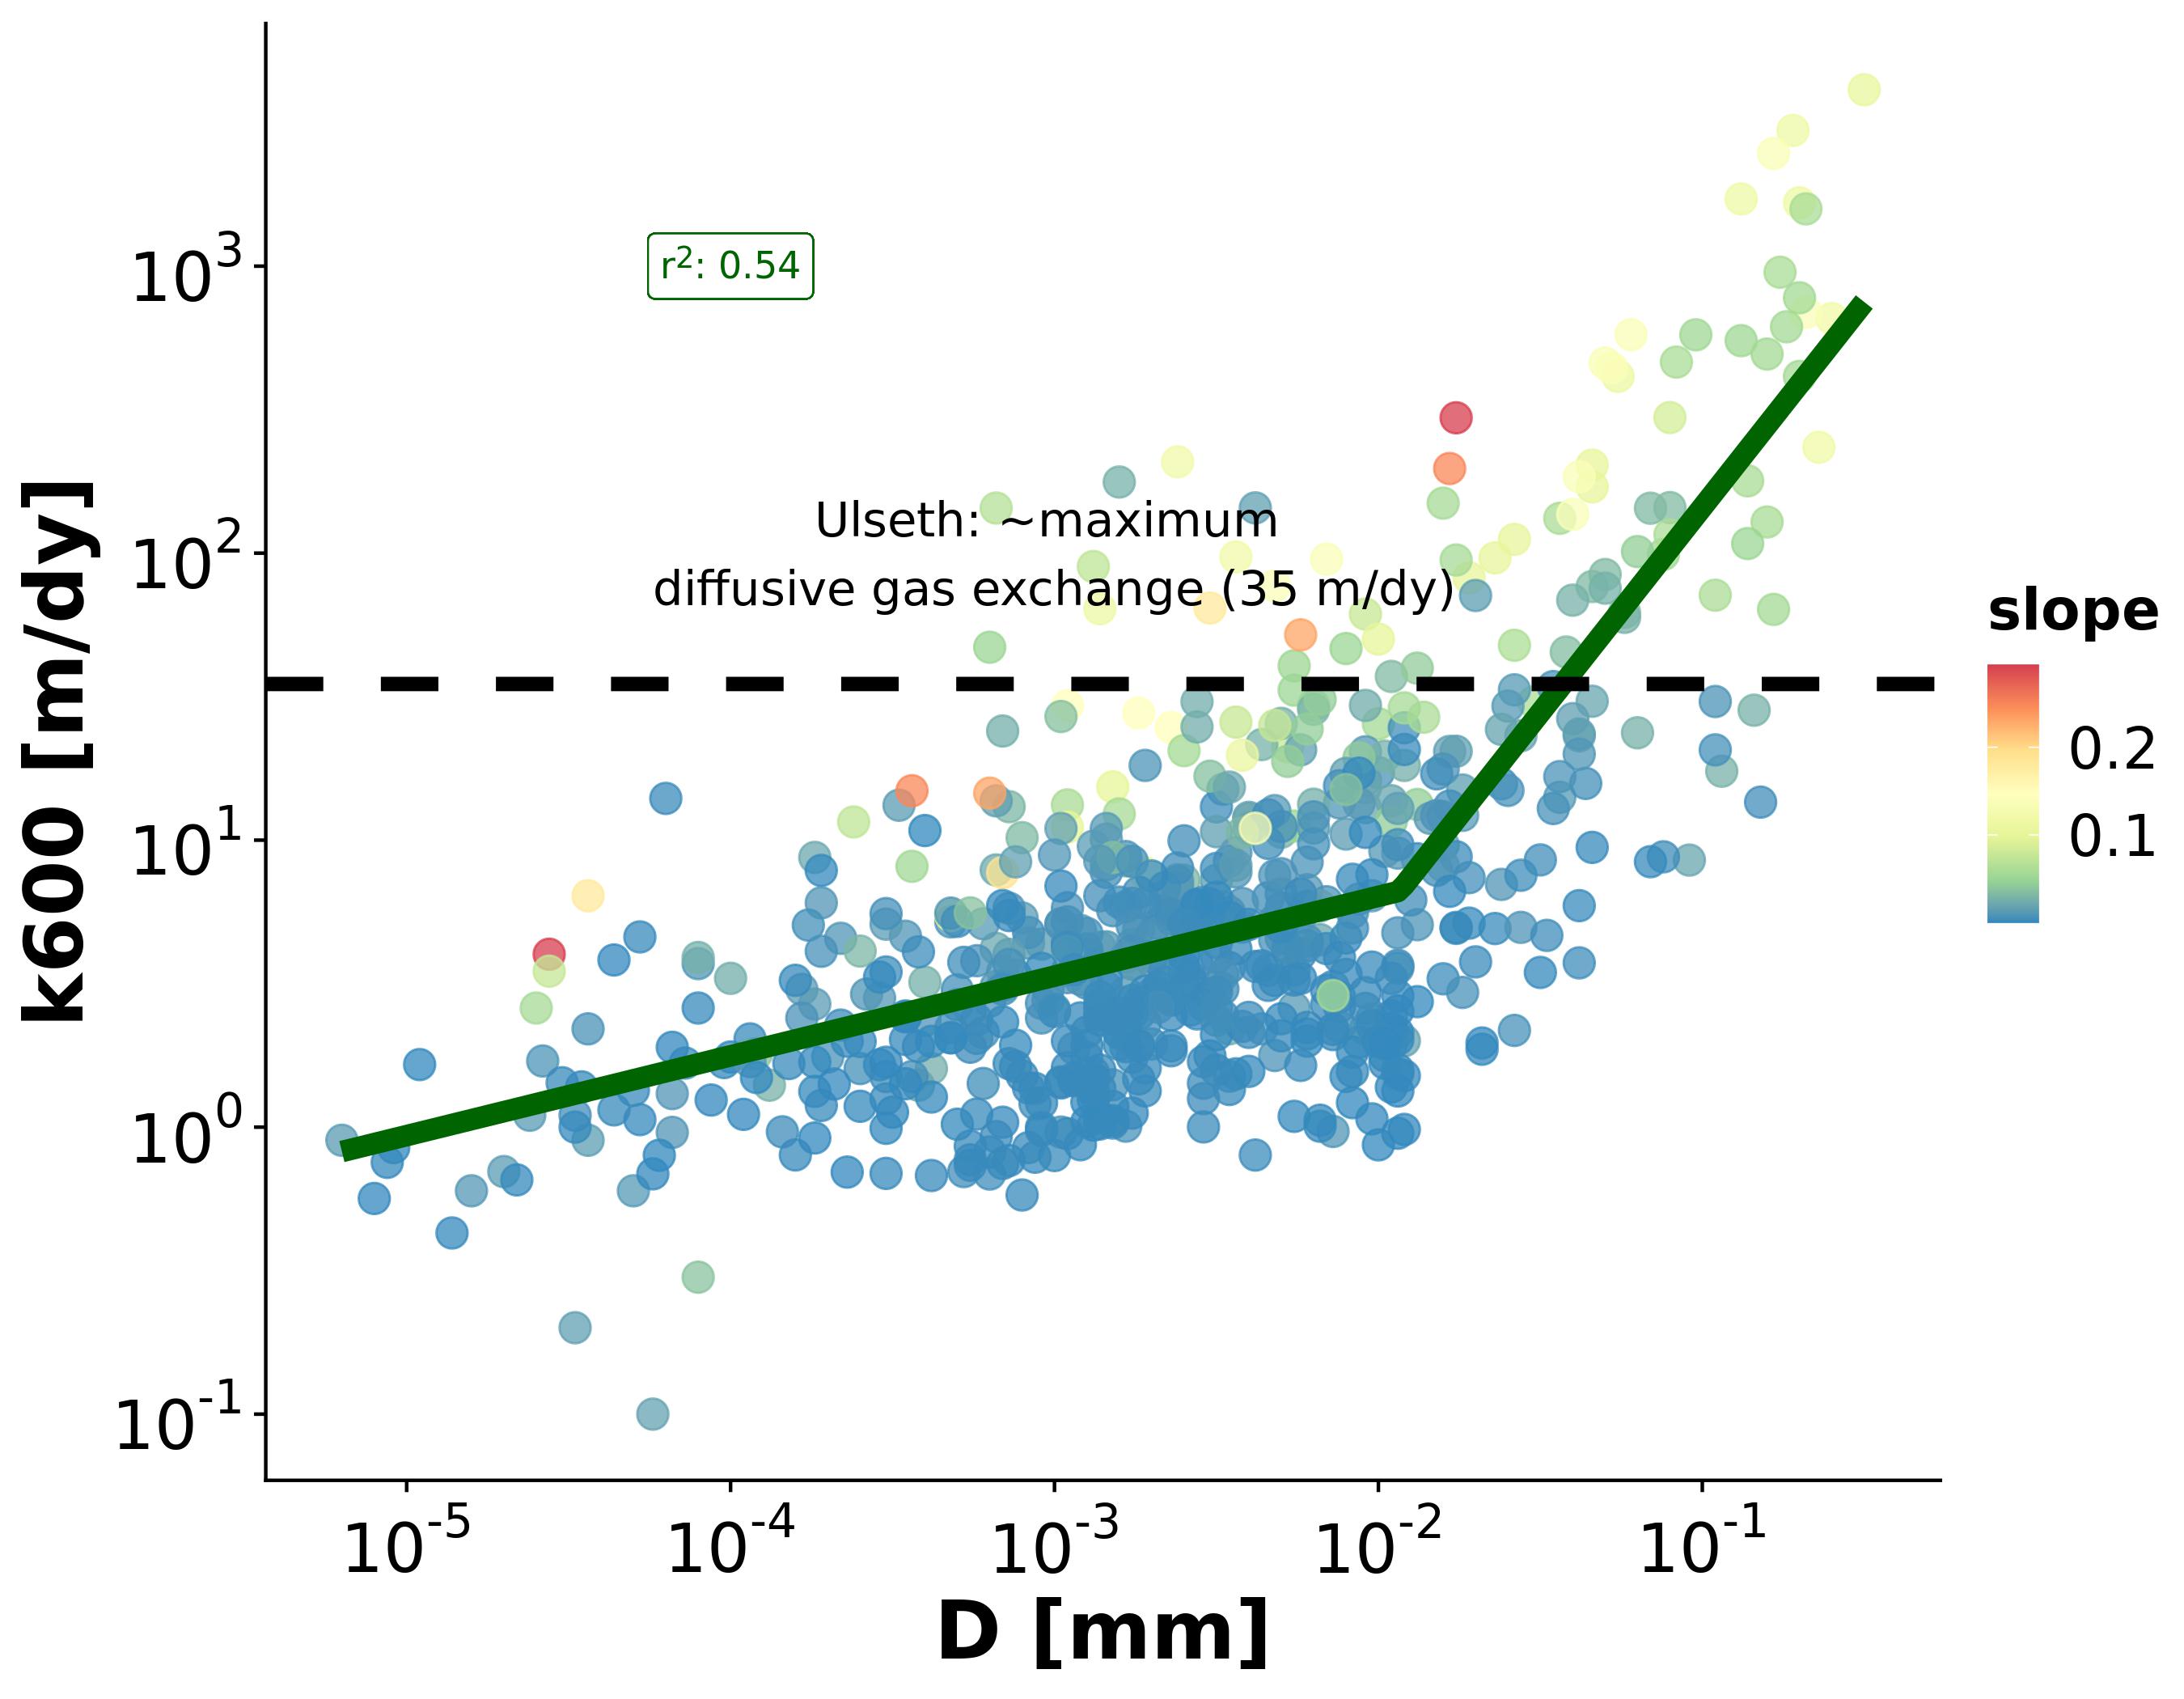 k600 [m/dy]
10³
10²
10¹
10⁰
10⁻¹
r²: 0.54
Ulseth: ~maximum
diffusive gas exchange (35 m/dy)
slope
0.2
0.1
10⁻⁵ 10⁻⁴ 10⁻³ 10⁻² 10⁻¹
D [mm]